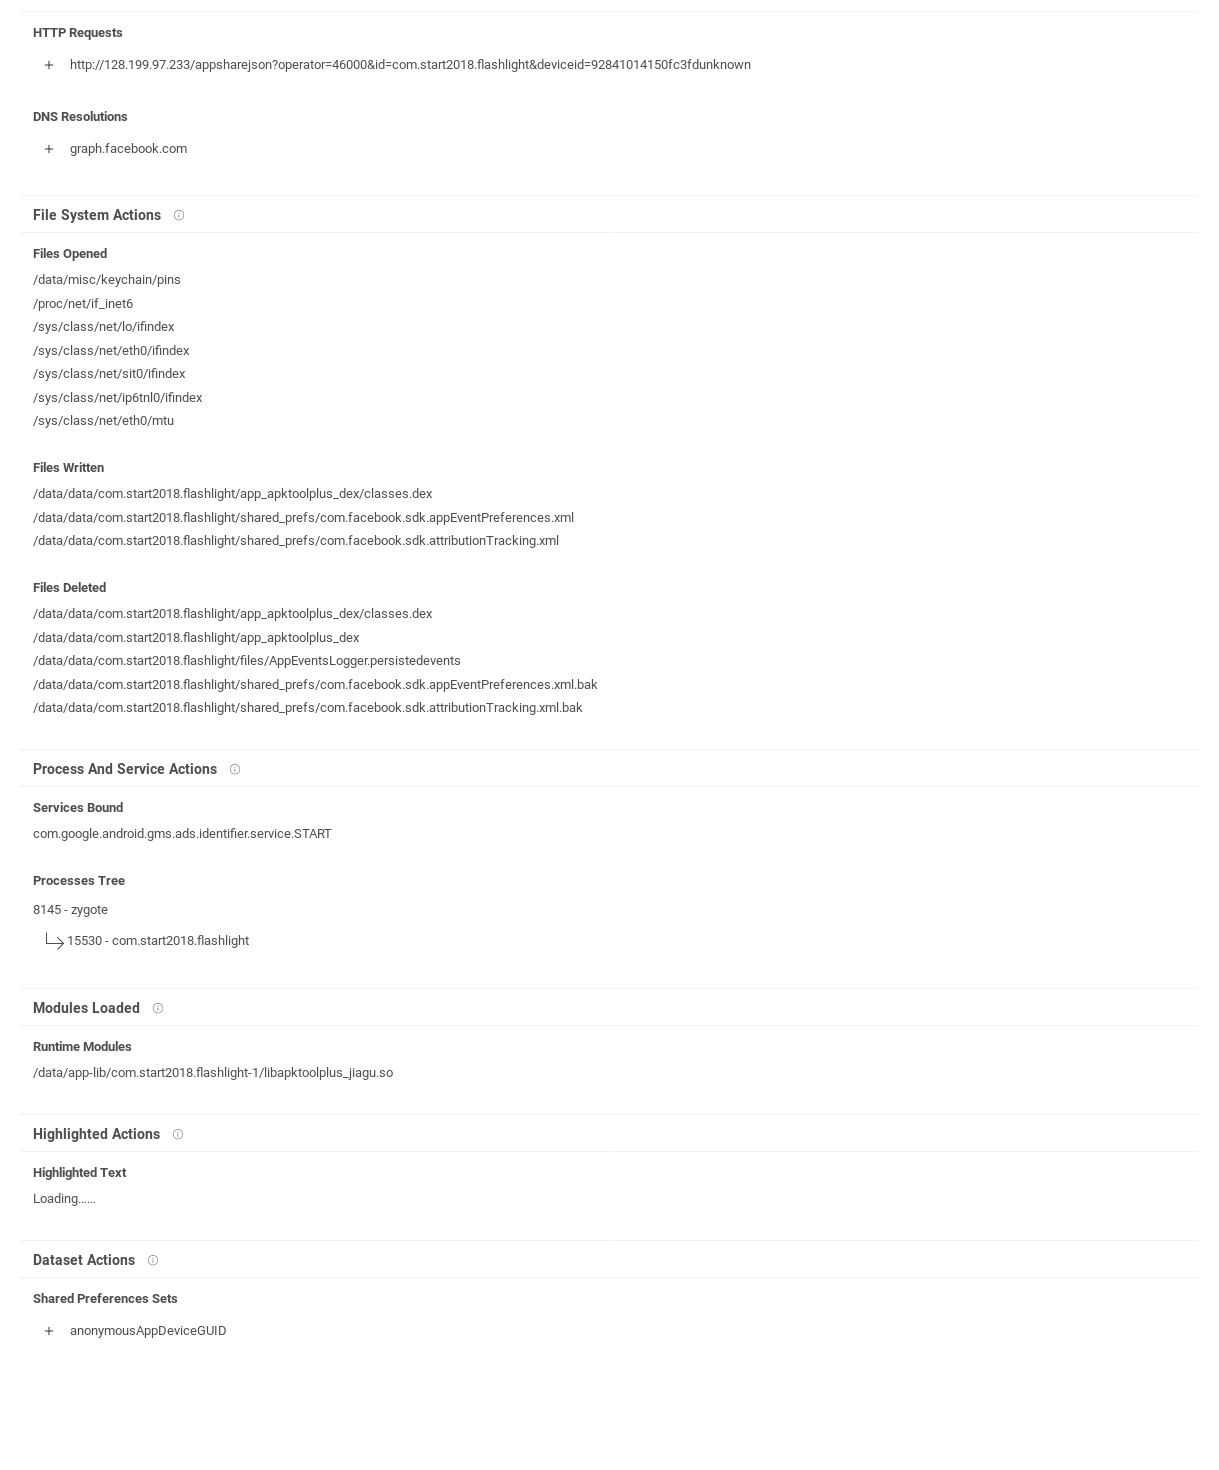 HTTP Requests
+ http://128.199.97.233/appsharejson?operator=46000&id=com.start2018.flashlight&deviceid=92841014150fc3fdunknown
DNS Resolutions
+ graph.facebook.com
File System Actions
Files Opened
/data/misc/keychain/pins
/proc/net/if_inet6
/sys/class/net/lo/ifindex
/sys/class/net/eth0/ifindex
/sys/class/net/sit0/ifindex
/sys/class/net/ip6tnl0/ifindex
/sys/class/net/eth0/mtu
Files Written
/data/data/com.start2018.flashlight/app_apktoolplus_dex/classes.dex
/data/data/com.start2018.flashlight/shared_prefs/com.facebook.sdk.appEventPreferences.xml
/data/data/com.start2018.flashlight/shared_prefs/com.facebook.sdk.attributionTracking.xml
Files Deleted
/data/data/com.start2018.flashlight/app_apktoolplus_dex/classes.dex
/data/data/com.start2018.flashlight/app_apktoolplus_dex
/data/data/com.start2018.flashlight/files/AppEventsLogger.persistedevents
/data/data/com.start2018.flashlight/shared_prefs/com.facebook.sdk.appEventPreferences.xml.bak
/data/data/com.start2018.flashlight/shared_prefs/com.facebook.sdk.attributionTracking.xml.bak
Process And Service Actions
Services Bound
com.google.android.gms.ads.identifier.service.START
Processes Tree
8145 - zygote
15530 - com.start2018.flashlight
Modules Loaded
Runtime Modules
/data/app-lib/com.start2018.flashlight-1/libapktoolplus_jiagu.so
Highlighted Actions
Highlighted Text
Loading……
Dataset Actions
Shared Preferences Sets
+ anonymousAppDeviceGUID